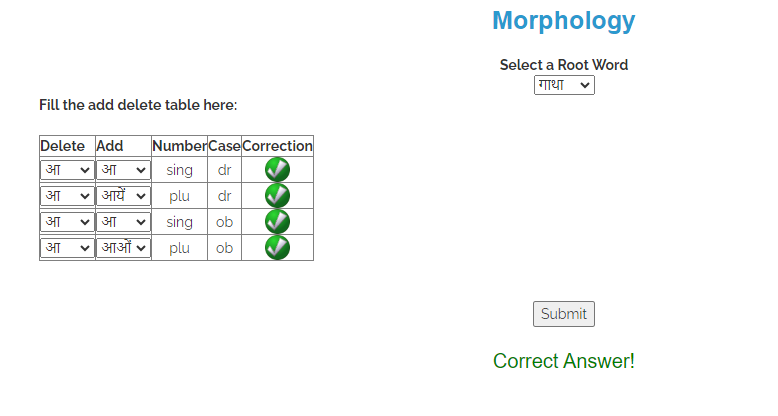 Morphology
Select a Root Word
गाथा
Fill the add delete table here:
Delete Add Number Case Correction
आ आ sing dr
आ आयें plu dr
आ आ sing ob
आ आओं plu ob
Submit
Correct Answer!